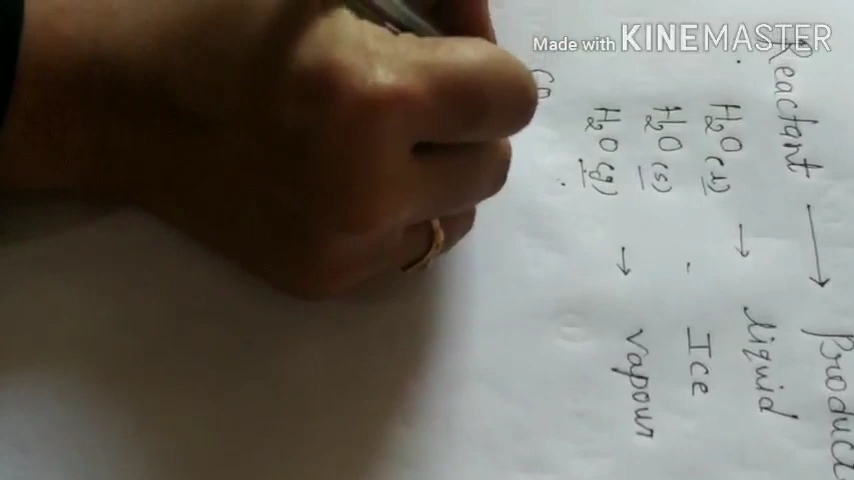 Made with KINEMASTER
Reactant → Product
H₂O(l) → liquid
H₂O(s) - Ice
H₂O(g) → vapour